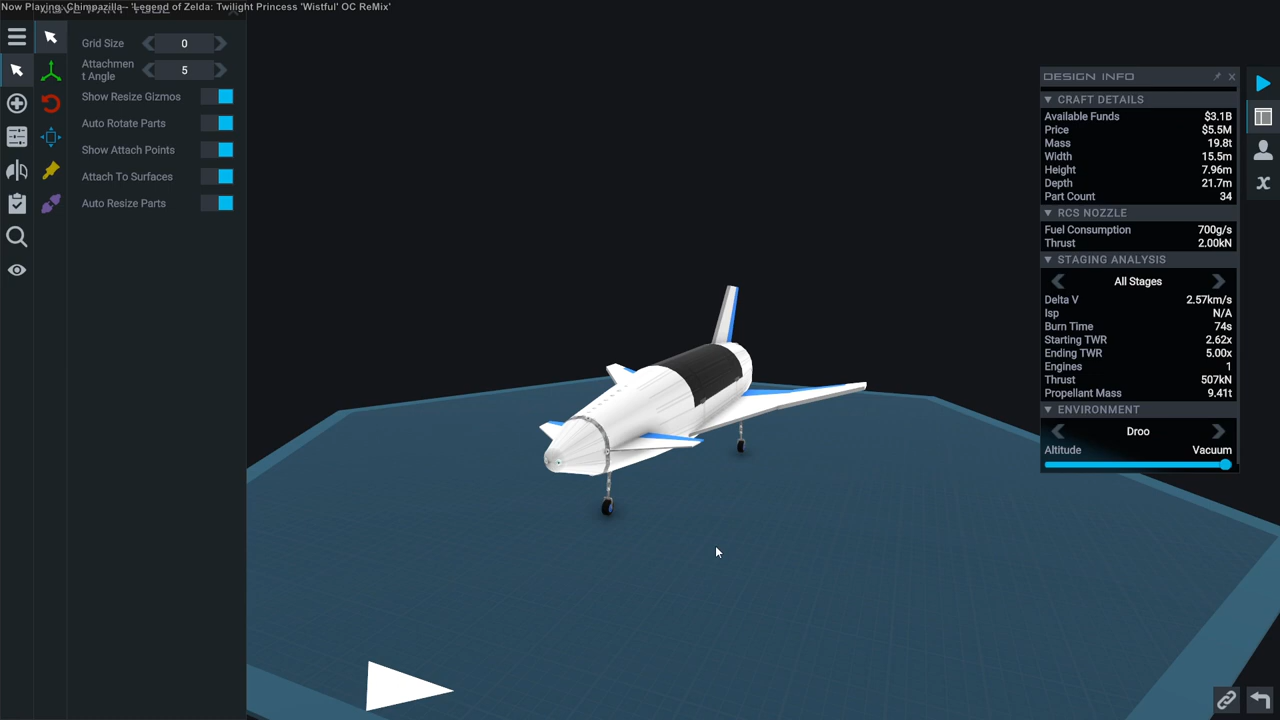 Now Playing: Chimpazilla - 'Legend of Zelda: Twilight Princess 'Wistful' OC ReMix'
MOVE PART TOOL
Grid Size 0
Attachmen
t Angle 5
Show Resize Gizmos
Auto Rotate Parts
Show Attach Points
Attach To Surfaces
Auto Resize Parts
DESIGN INFO
CRAFT DETAILS
Available Funds $3.1B
Price $5.5M
Mass 19.8t
Width 15.5m
Height 7.96m
Depth 21.7m
Part Count 34
RCS NOZZLE
Fuel Consumption 700g/s
Thrust 2.00kN
STAGING ANALYSIS
All Stages
Delta V 2.57km/s
Isp N/A
Burn Time 74s
Starting TWR 2.62x
Ending TWR 5.00x
Engines 1
Thrust 507kN
Propellant Mass 9.41t
ENVIRONMENT
Droo
Altitude Vacuum